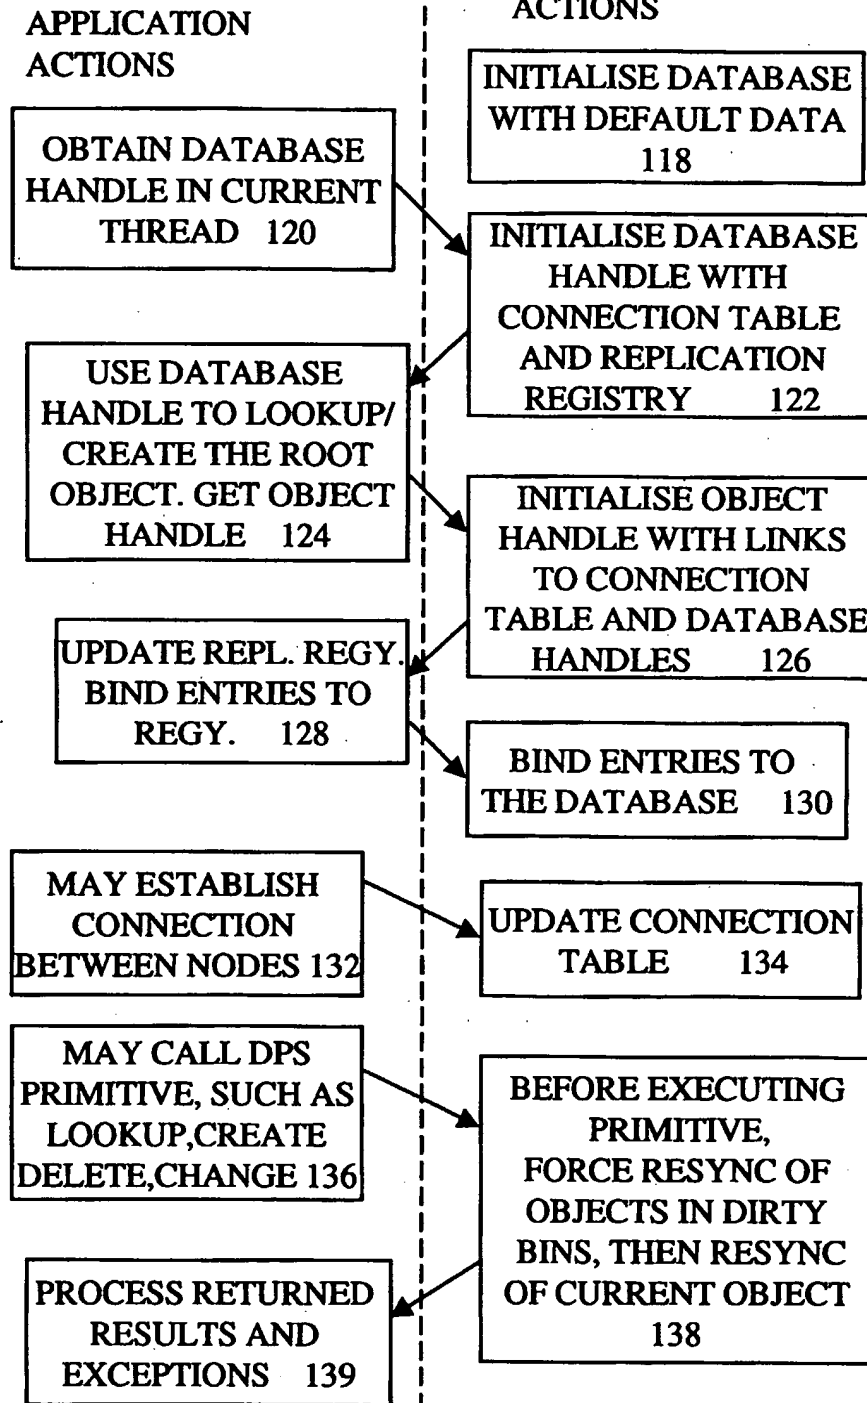 APPLICATION
ACTIONS
ACTIONS
INITIALISE DATABASE
WITH DEFAULT DATA
118
OBTAIN DATABASE
HANDLE IN CURRENT
THREAD 120
INITIALISE DATABASE
HANDLE WITH
CONNECTION TABLE
AND REPLICATION
REGISTRY 122
USE DATABASE
HANDLE TO LOOKUP/
CREATE THE ROOT
OBJECT. GET OBJECT
HANDLE 124
INITIALISE OBJECT
HANDLE WITH LINKS
TO CONNECTION
TABLE AND DATABASE
HANDLES 126
UPDATE REPL. REGY.
BIND ENTRIES TO
REGY. 128
BIND ENTRIES TO
THE DATABASE 130
MAY ESTABLISH
CONNECTION
BETWEEN NODES 132
UPDATE CONNECTION
TABLE 134
MAY CALL DPS
PRIMITIVE, SUCH AS
LOOKUP,CREATE
DELETE,CHANGE 136
BEFORE EXECUTING
PRIMITIVE,
FORCE RESYNC OF
OBJECTS IN DIRTY
BINS, THEN RESYNC
OF CURRENT OBJECT
138
PROCESS RETURNED
RESULTS AND
EXCEPTIONS 139